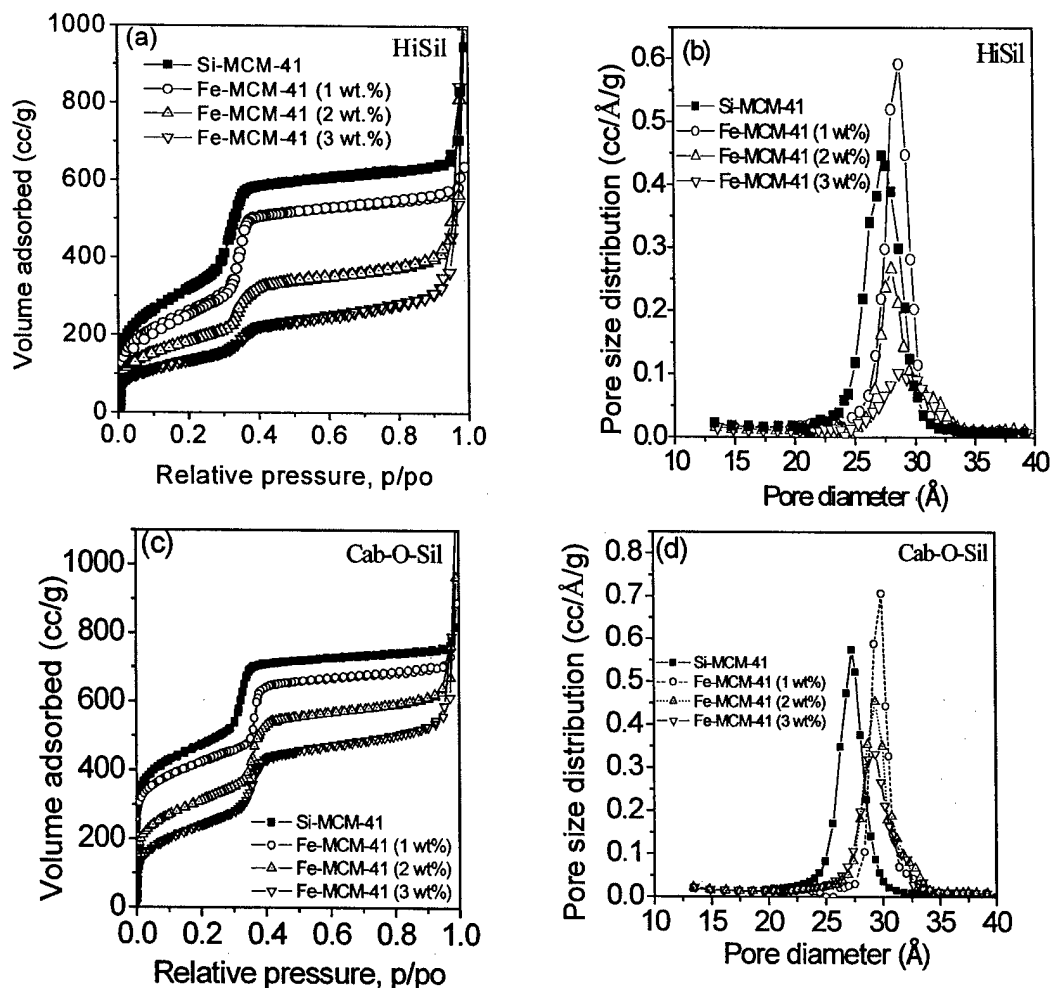 (a)
HiSil
Volume adsorbed (cc/g)
1000
800
600
400
200
0
Si-MCM-41
Fe-MCM-41 (1 wt.%)
Fe-MCM-41 (2 wt.%)
Fe-MCM-41 (3 wt.%)
0.0 0.2 0.4 0.6 0.8 1.0
Relative pressure, p/po
(b)
HiSil
Pore size distribution (cc/Å/g)
0.6
0.5
0.4
0.3
0.2
0.1
0.0
Si-MCM-41
Fe-MCM-41 (1 wt%)
Fe-MCM-41 (2 wt%)
Fe-MCM-41 (3 wt%)
10 15 20 25 30 35 40
Pore diameter (Å)
(c)
Cab-O-Sil
Volume adsorbed (cc/g)
1000
800
600
400
200
0
Si-MCM-41
Fe-MCM-41 (1 wt%)
Fe-MCM-41 (2 wt%)
Fe-MCM-41 (3 wt%)
0.0 0.2 0.4 0.6 0.8 1.0
Relative pressure, p/po
(d)
Cab-O-Sil
Pore size distribution (cc/Å/g)
0.8
0.7
0.6
0.5
0.4
0.3
0.2
0.1
0.0
Si-MCM-41
Fe-MCM-41 (1 wt%)
Fe-MCM-41 (2 wt%)
Fe-MCM-41 (3 wt%)
10 15 20 25 30 35 40
Pore diameter (Å)